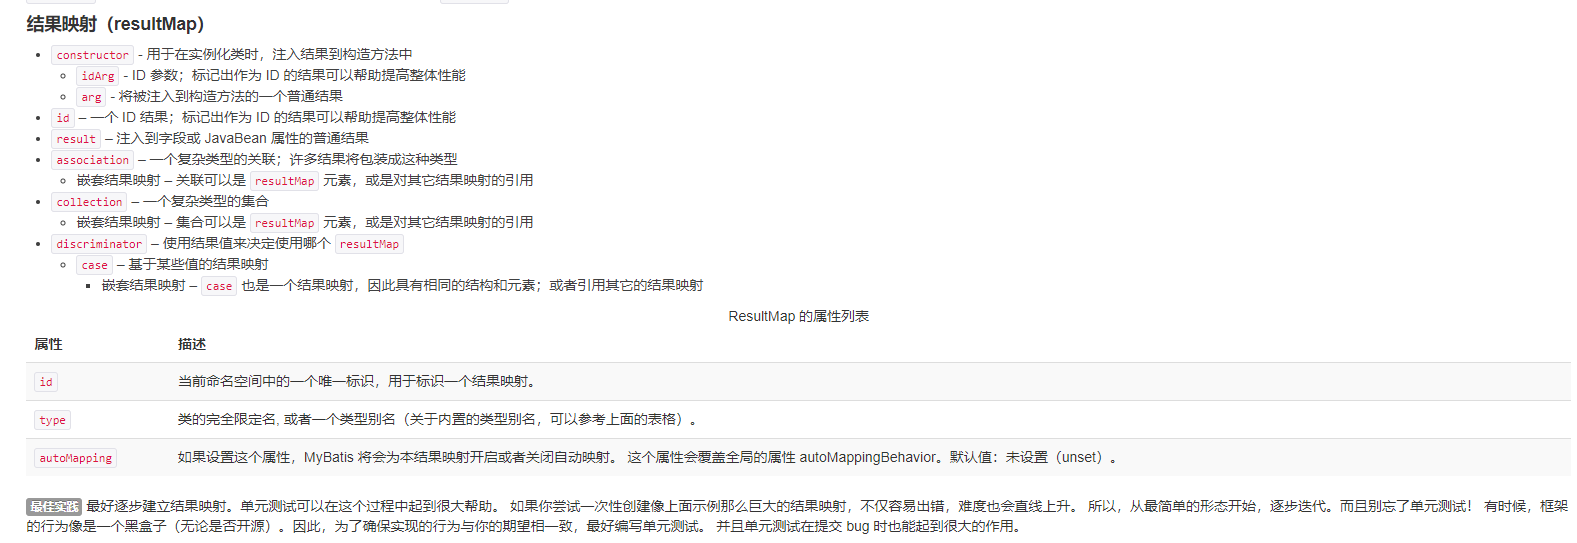 结果映射（resultMap）
constructor - 用于在实例化类时，注入结果到构造方法中
idArg - ID 参数；标记出作为 ID 的结果可以帮助提高整体性能
arg - 将被注入到构造方法的一个普通结果
id – 一个 ID 结果；标记出作为 ID 的结果可以帮助提高整体性能
result – 注入到字段或 JavaBean 属性的普通结果
association – 一个复杂类型的关联；许多结果将包装成这种类型
嵌套结果映射 – 关联可以是 resultMap 元素，或是对其它结果映射的引用
collection – 一个复杂类型的集合
嵌套结果映射 – 集合可以是 resultMap 元素，或是对其它结果映射的引用
discriminator – 使用结果值来决定使用哪个 resultMap
case – 基于某些值的结果映射
嵌套结果映射 – case 也是一个结果映射，因此具有相同的结构和元素；或者引用其它的结果映射
ResultMap 的属性列表
属性 描述
id 当前命名空间中的一个唯一标识，用于标识一个结果映射。
type 类的完全限定名, 或者一个类型别名（关于内置的类型别名，可以参考上面的表格）。
autoMapping 如果设置这个属性，MyBatis 将会为本结果映射开启或者关闭自动映射。 这个属性会覆盖全局的属性 autoMappingBehavior。默认值：未设置（unset）。
最佳实践 最好逐步建立结果映射。单元测试可以在这个过程中起到很大帮助。 如果你尝试一次性创建像上面示例那么巨大的结果映射，不仅容易出错，难度也会直线上升。 所以，从最简单的形态开始，逐步迭代。而且别忘了单元测试！ 有时候，框架
的行为像是一个黑盒子（无论是否开源）。因此，为了确保实现的行为与你的期望相一致，最好编写单元测试。 并且单元测试在提交 bug 时也能起到很大的作用。